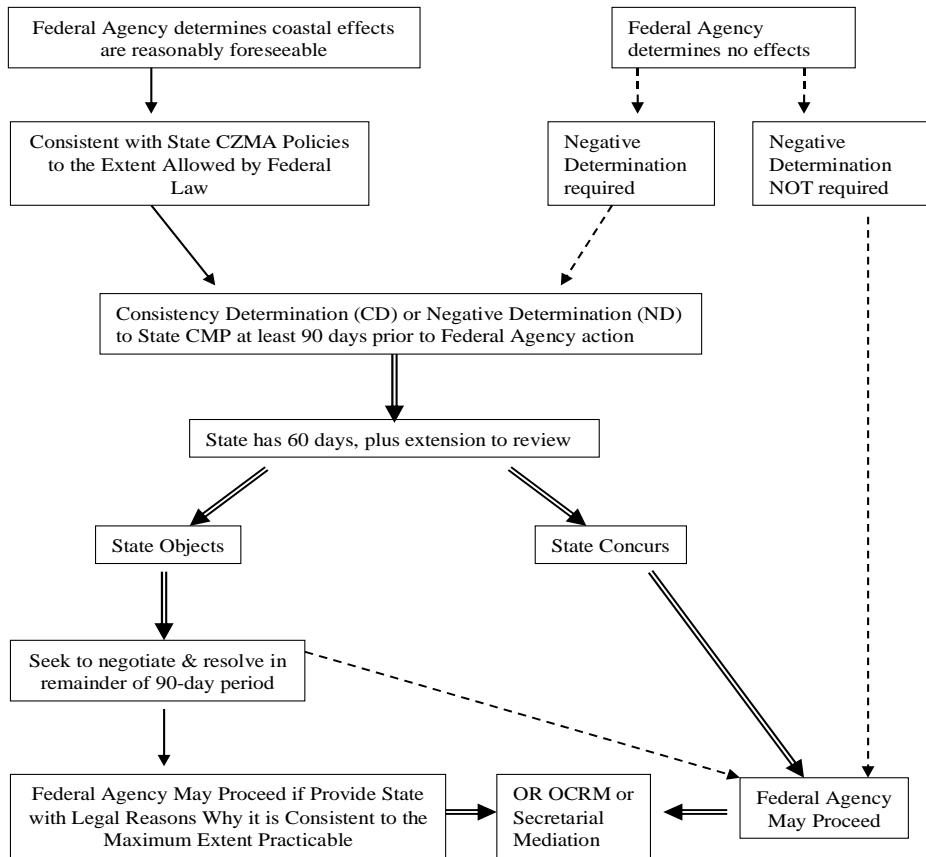 Federal Agency determines coastal effects
are reasonably foreseeable
Federal Agency
determines no effects
Consistent with State CZMA Policies
to the Extent Allowed by Federal
Law
Negative
Determination
required
Negative
Determination
NOT required
Consistency Determination (CD) or Negative Determination (ND)
to State CMP at least 90 days prior to Federal Agency action
State has 60 days, plus extension to review
State Objects
State Concurs
Seek to negotiate & resolve in
remainder of 90-day period
Federal Agency May Proceed if Provide State
with Legal Reasons Why it is Consistent to the
Maximum Extent Practicable
OR OCRM or
Secretarial
Mediation
Federal Agency
May Proceed